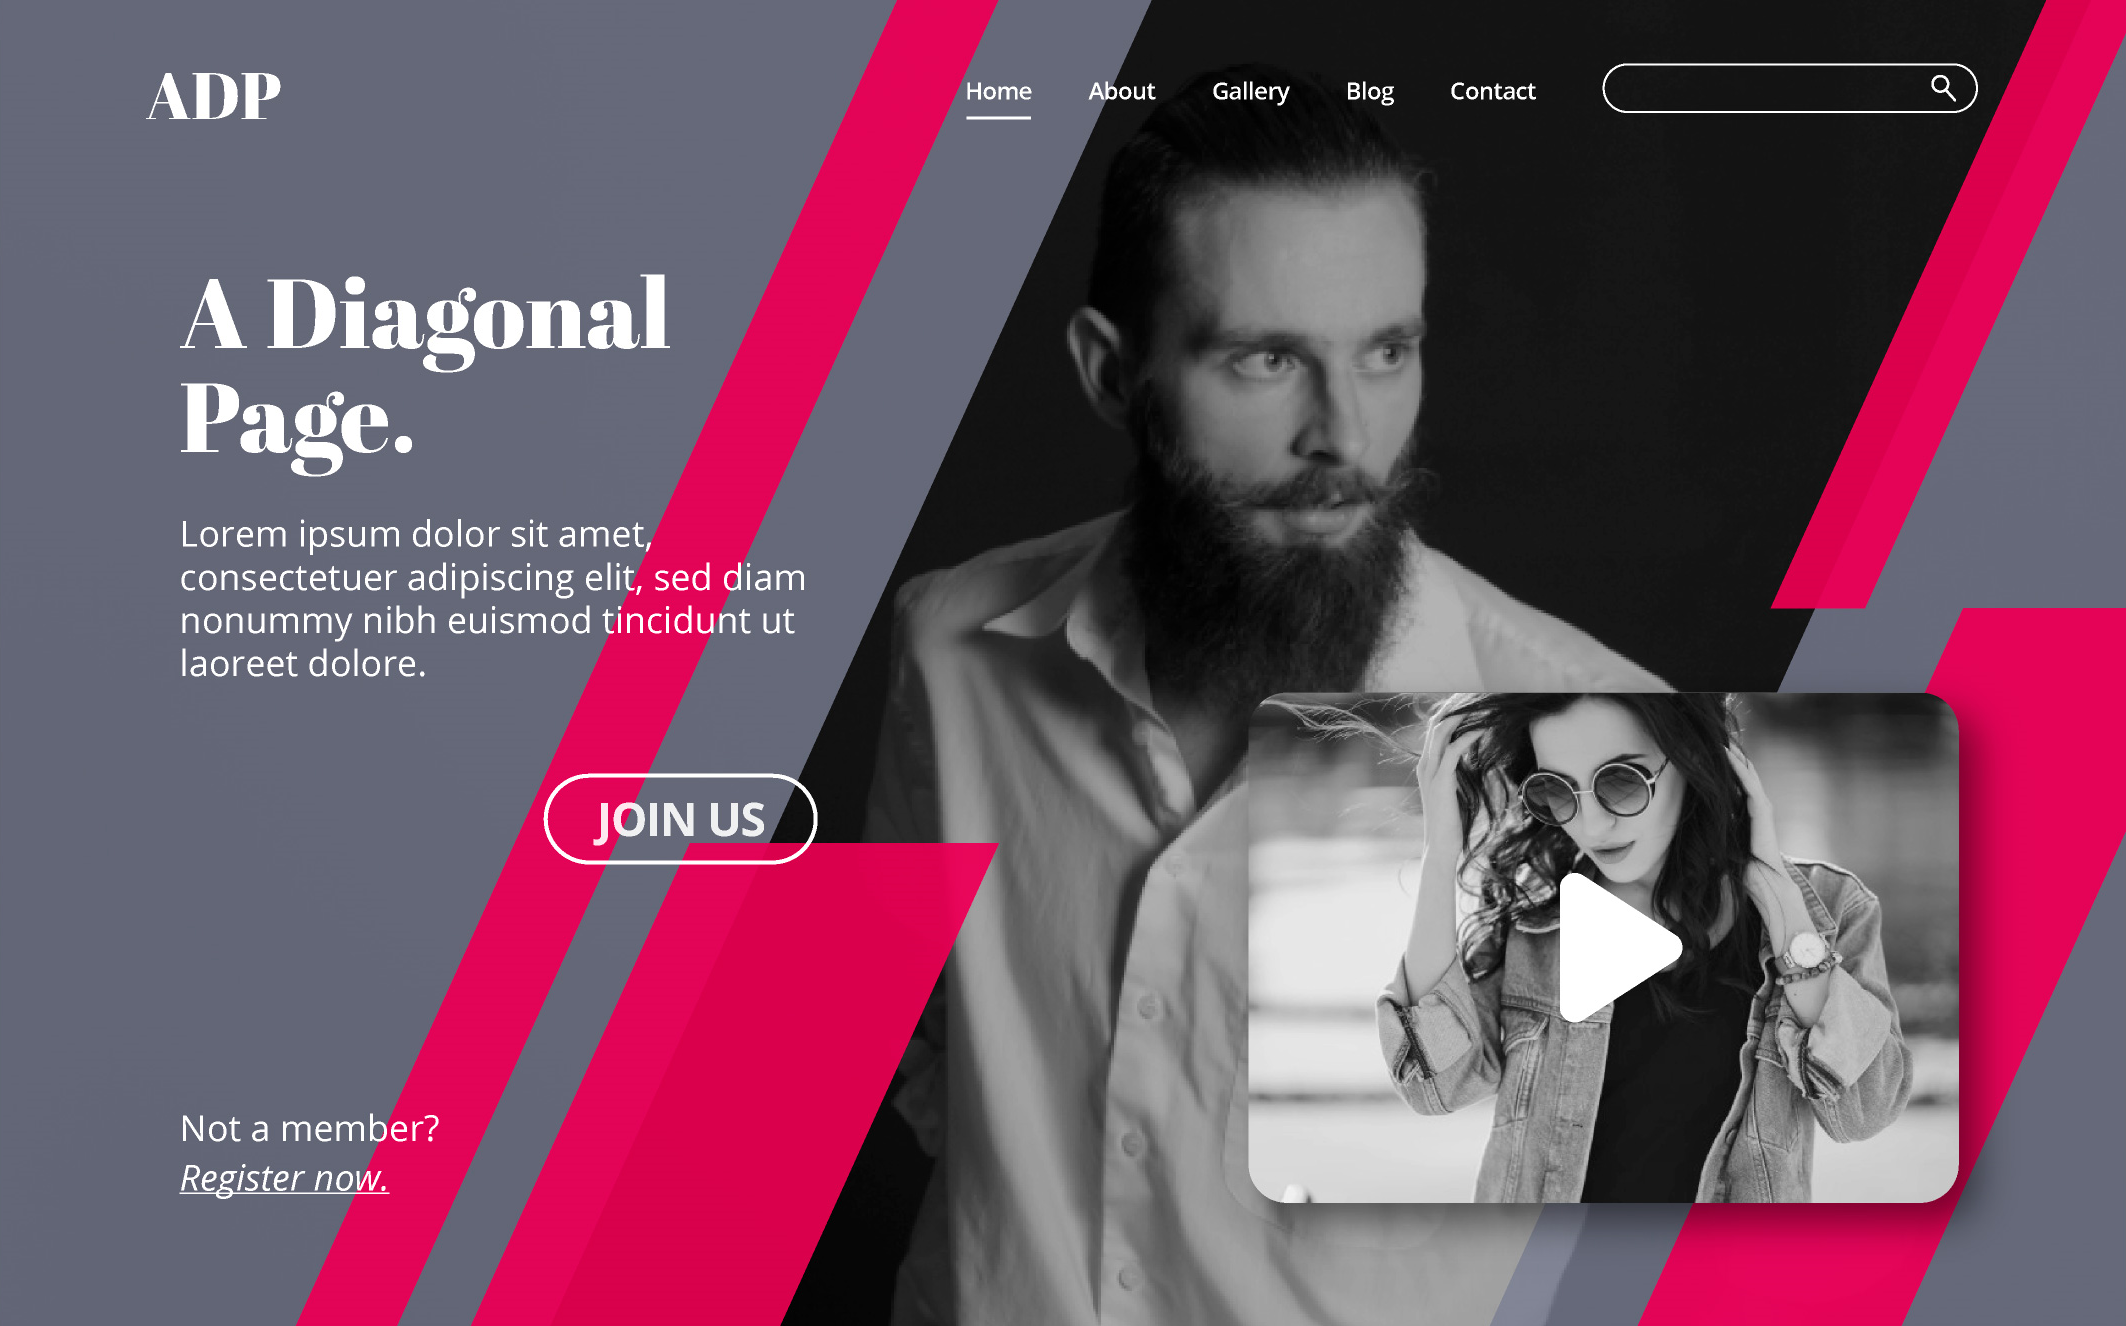 ADP
Home About Gallery Blog Contact
A Diagonal
Page.
Lorem ipsum dolor sit amet,
consectetuer adipiscing elit, sed diam
nonummy nibh euismod tincidunt ut
laoreet dolore.
JOIN US
Not a member?
Register now.